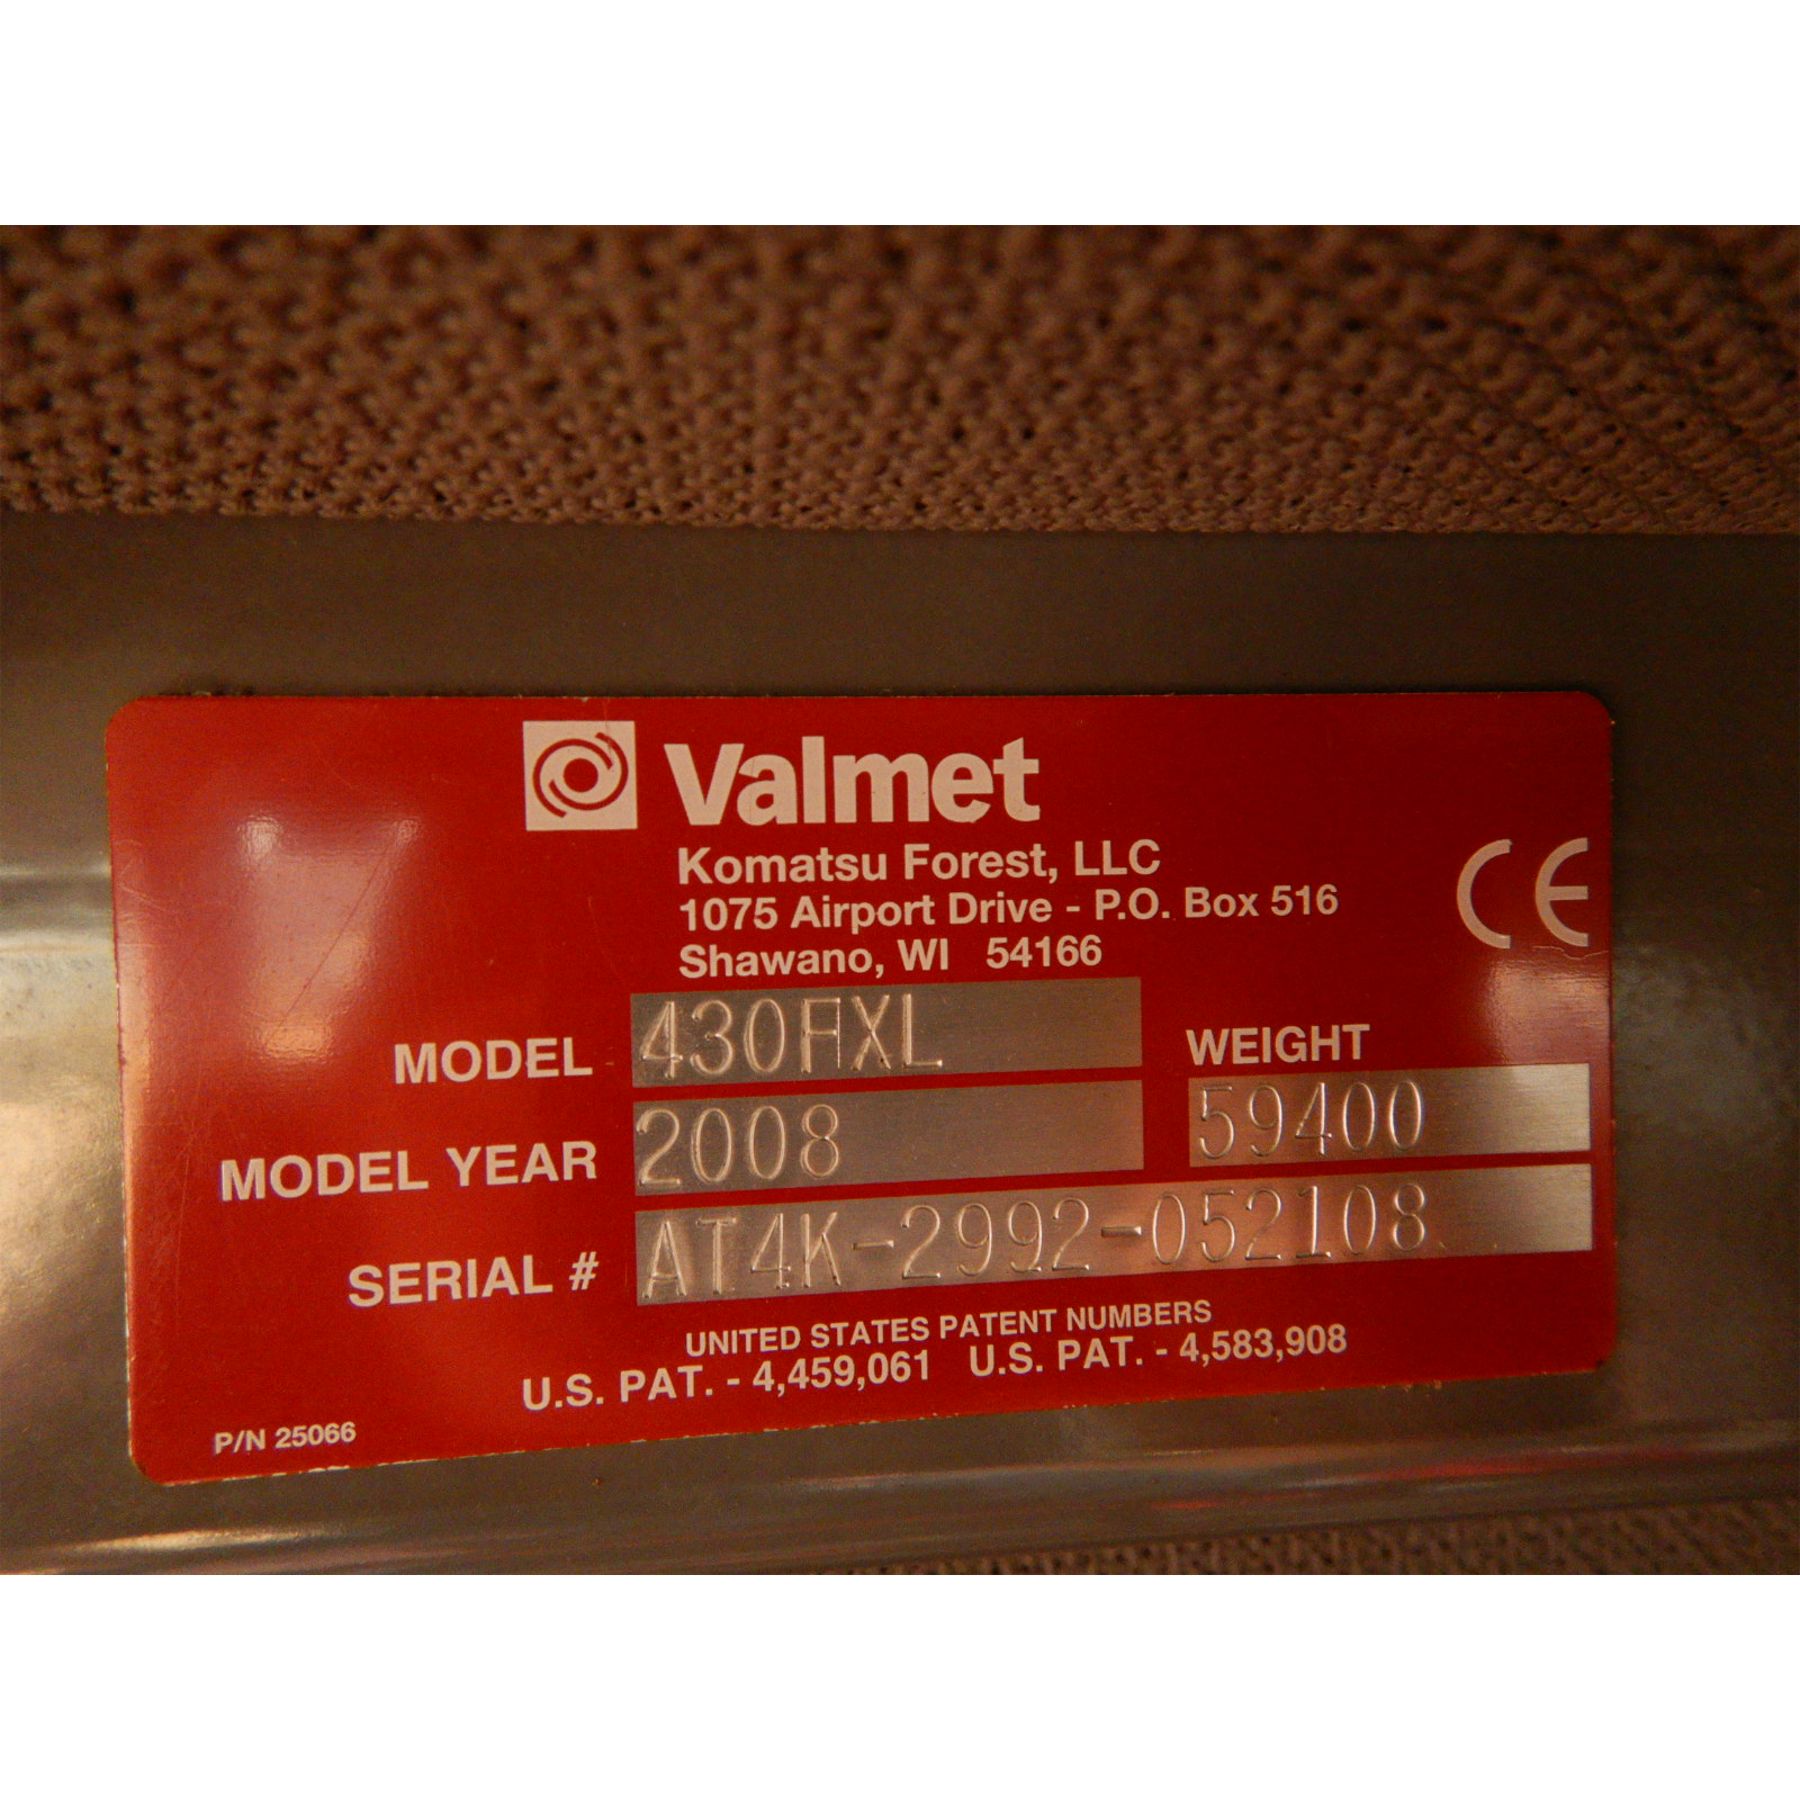 Valmet
Komatsu Forest, LLC
1075 Airport Drive - P.O. Box 516
Shawano, WI 54166
CE
MODEL 430FXL
WEIGHT
MODEL YEAR 2008
59400
SERIAL # AT4K-2992-052108
UNITED STATES PATENT NUMBERS
U.S. PAT. - 4,459,061 U.S. PAT. - 4,583,908
P/N 25066